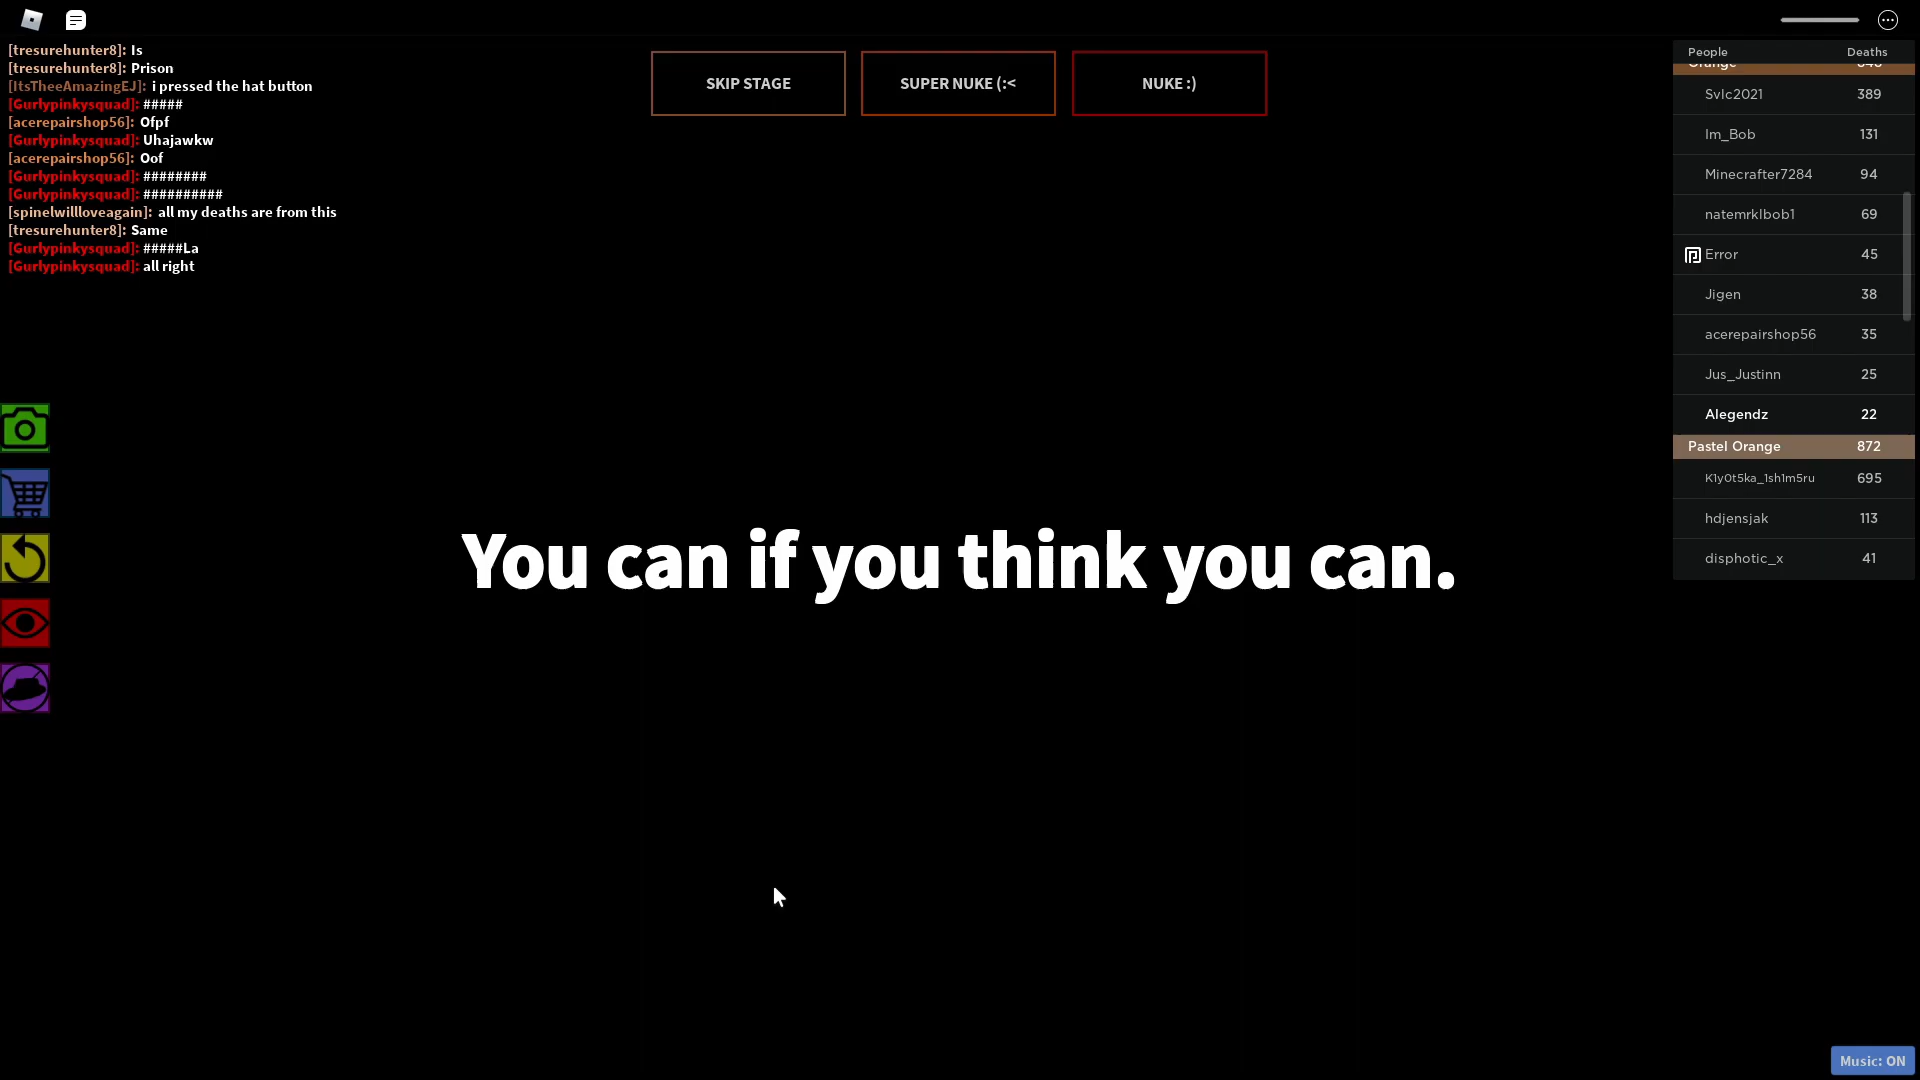 [tresurehunter8]: Is
[tresurehunter8]: Prison
[ItsTheeAmazingEJ]: i pressed the hat button
[Gurlypinkysquad]: #####
[acerepairshop56]: Ofpf
[Gurlypinkysquad]: Uhajawkw
[acerepairshop56]: Oof
[Gurlypinkysquad]: ########
[Gurlypinkysquad]: ##########
[spinelwillloveagain]: all my deaths are from this
[tresurehunter8]: Same
[Gurlypinkysquad]: #####La
[Gurlypinkysquad]: all right
SKIP STAGE
SUPER NUKE (:<
NUKE :)
You can if you think you can.
People Deaths
Orange 848
Svlc2021 389
Im_Bob 131
Minecrafter7284 94
natemrklbob1 69
Error 45
Jigen 38
acerepairshop56 35
Jus_Justinn 25
Alegendz 22
Pastel Orange 872
K1y0t5ka_1sh1m5ru 695
hdjensjak 113
disphotic_x 41
Music: ON